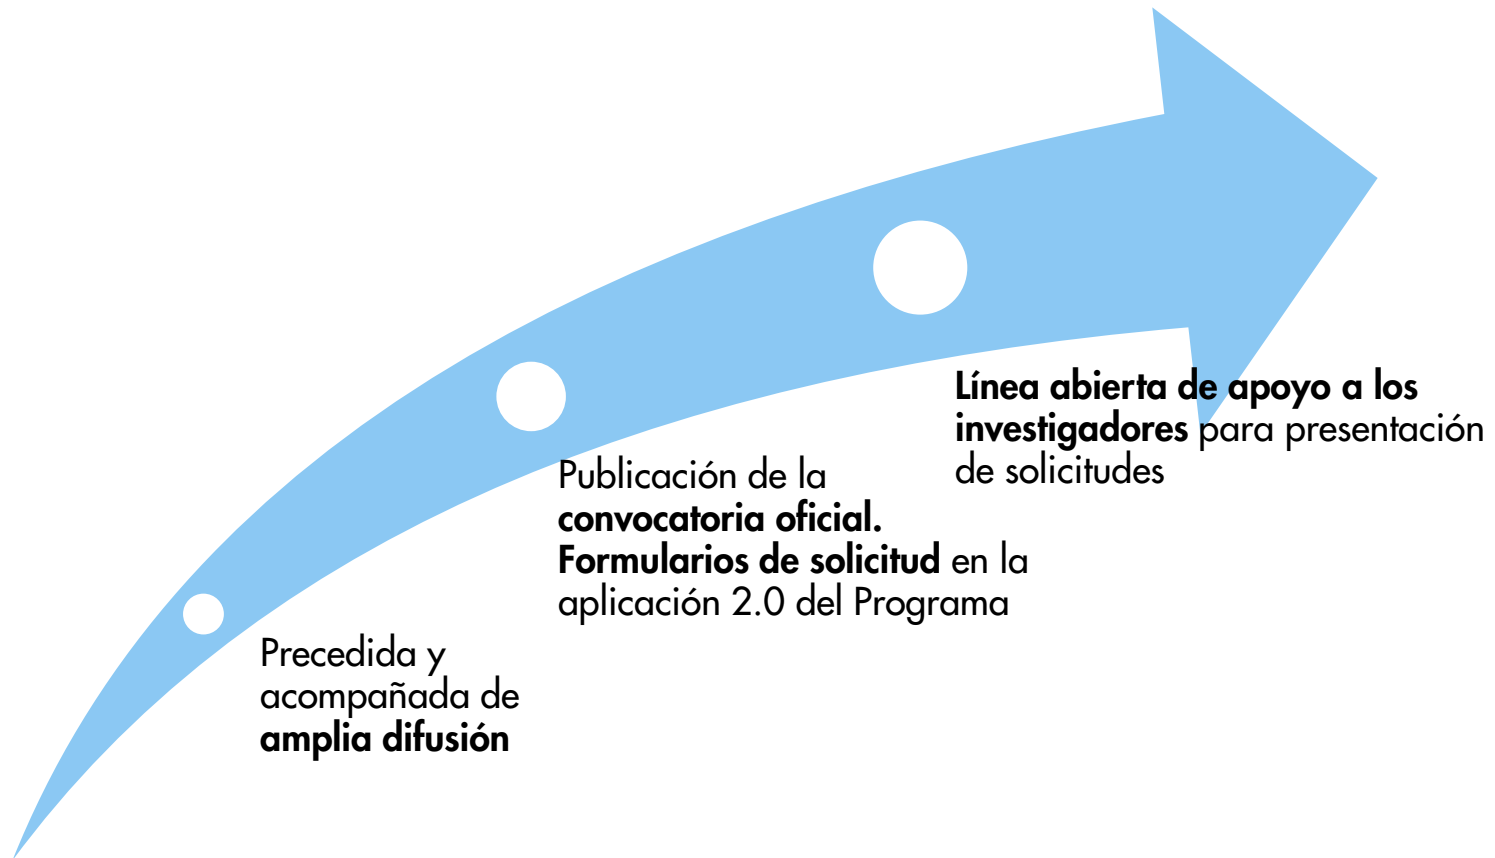 Precedida y
acompañada de
amplia difusión
Publicación de la
convocatoria oficial.
Formularios de solicitud en la
aplicación 2.0 del Programa
Línea abierta de apoyo a los
investigadores para presentación
de solicitudes